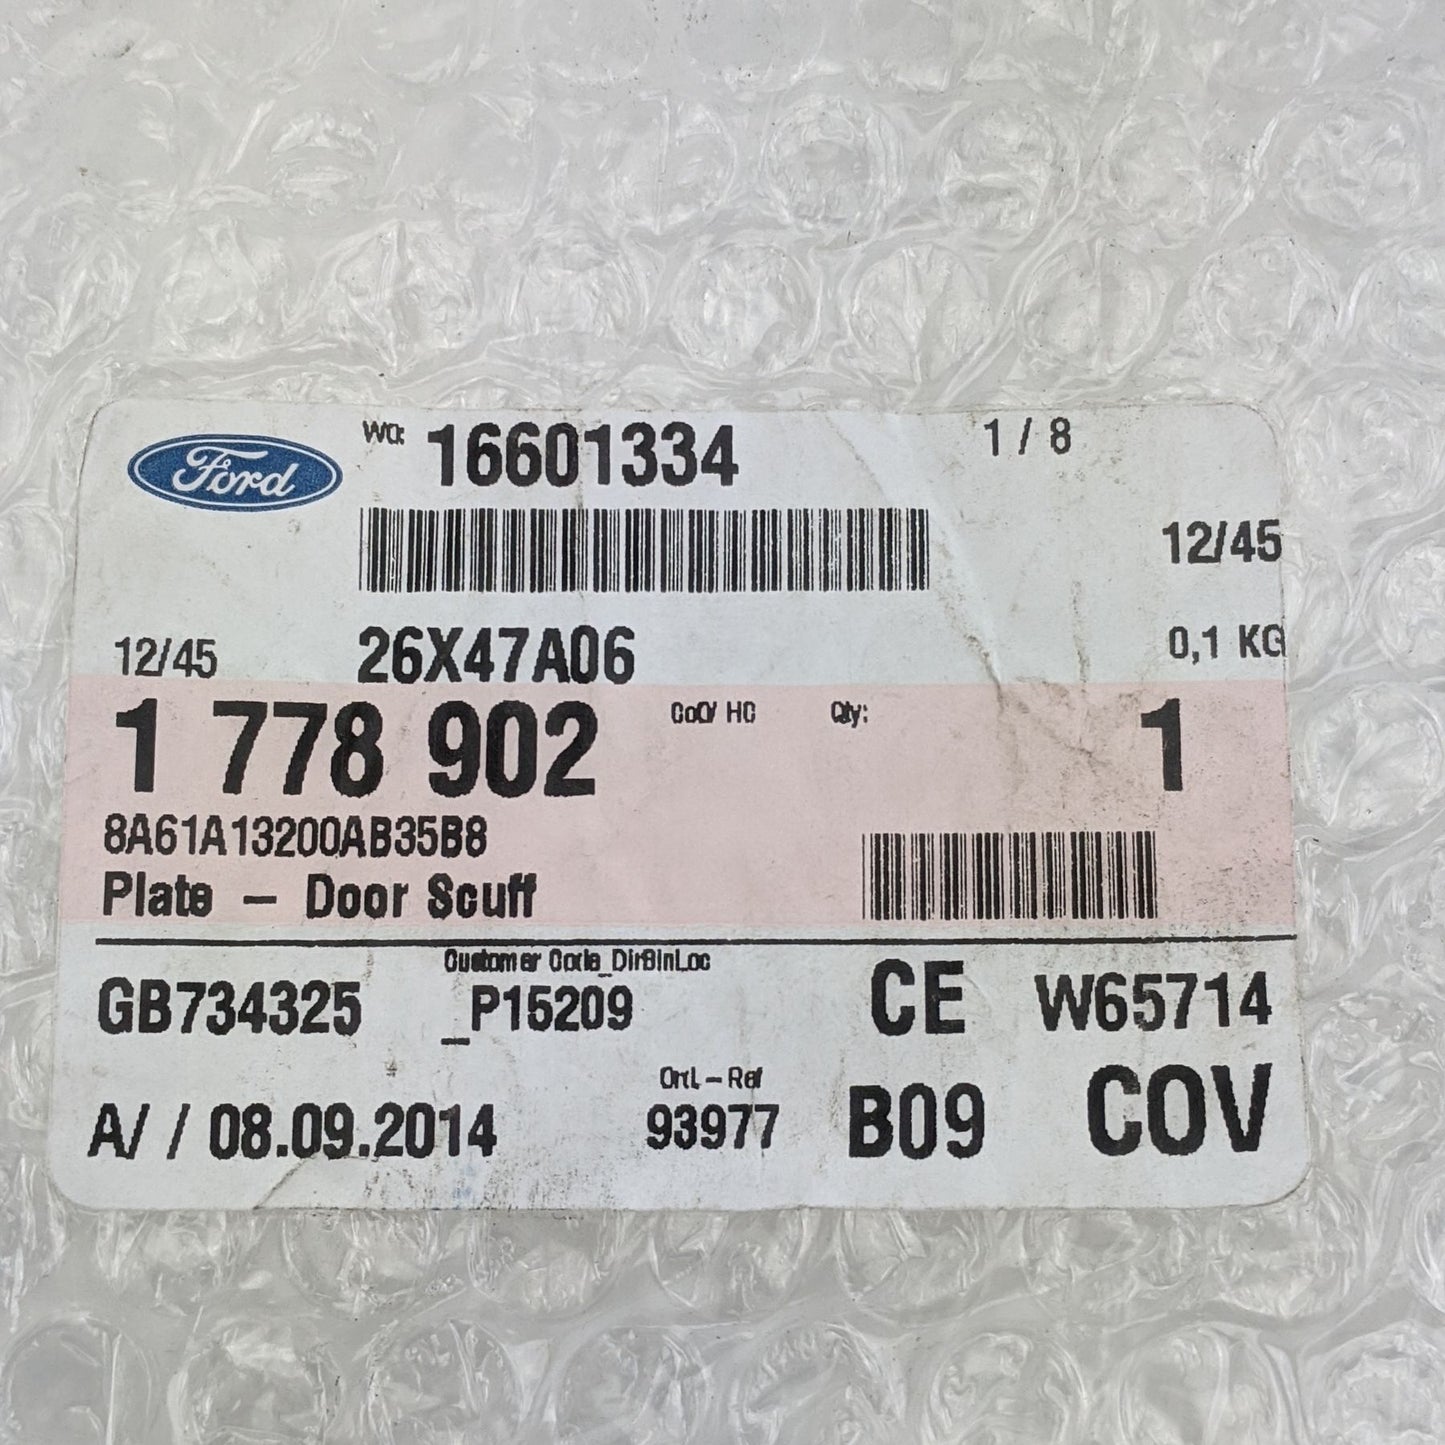 Ford WO: 16601334 1 / 8
12/45
12/45 26X47A06 0,1 KG
1 778 902 CoO/ HC Qty: 1
8A61A13200AB35B8
Plate - Door Scuff
Customer Code_DirBinLoc
GB734325 _P15209 CE W65714
Ord.-Ref
A/ / 08.09.2014 93977 B09 COV